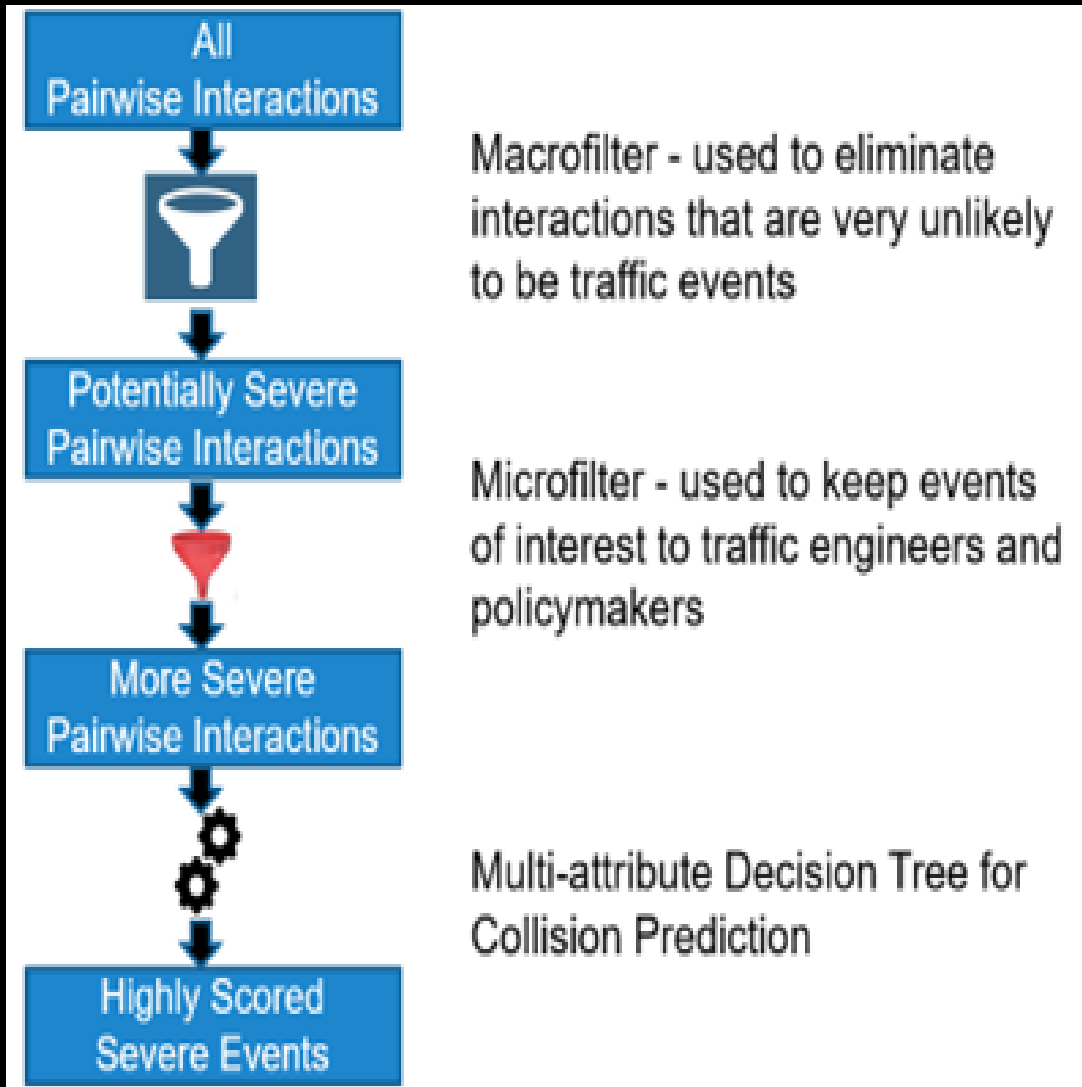 All
Pairwise Interactions
Macrofilter - used to eliminate
interactions that are very unlikely
to be traffic events
Potentially Severe
Pairwise Interactions
Microfilter - used to keep events
of interest to traffic engineers and
policymakers
More Severe
Pairwise Interactions
Multi-attribute Decision Tree for
Collision Prediction
Highly Scored
Severe Events